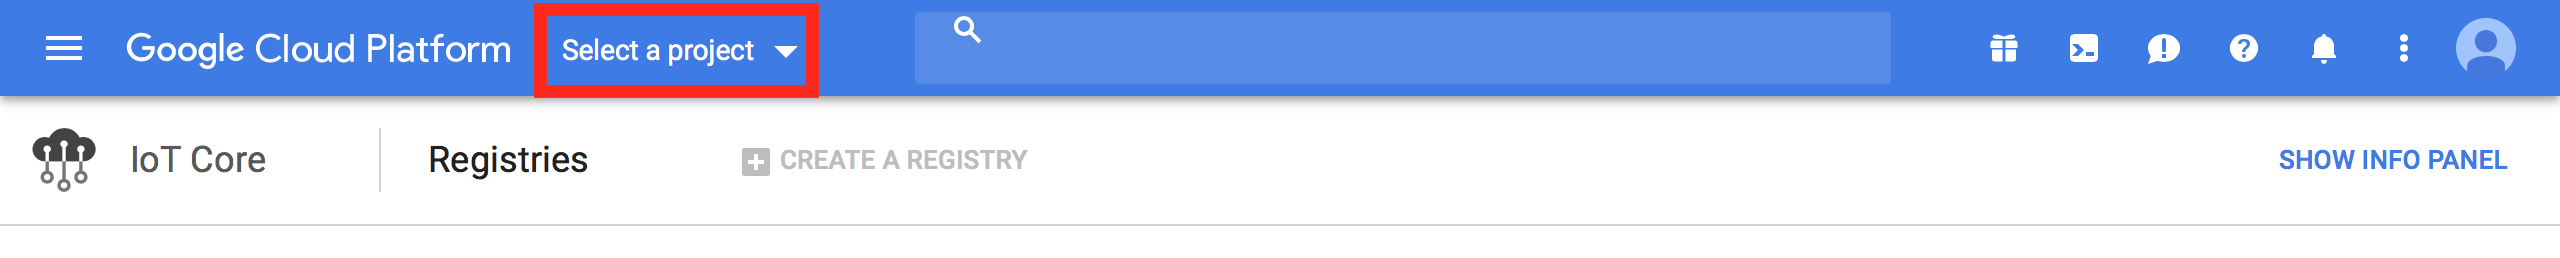 Google Cloud Platform Select a project
IoT Core Registries CREATE A REGISTRY SHOW INFO PANEL